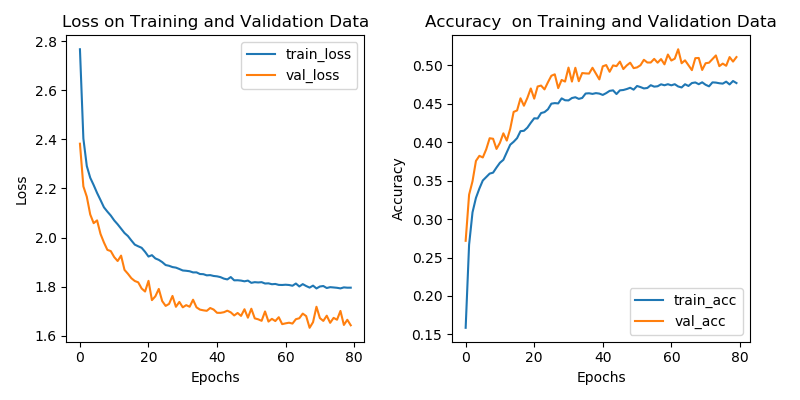 Loss on Training and Validation Data
2.8
2.6
2.4
2.2
2.0
1.8
1.6
Loss
0
20
40
60
80
Epochs
train_loss
val_loss
Accuracy  on Training and Validation Data
0.50
0.45
0.40
0.35
0.30
0.25
0.20
0.15
Accuracy
0
20
40
60
80
Epochs
train_acc
val_acc